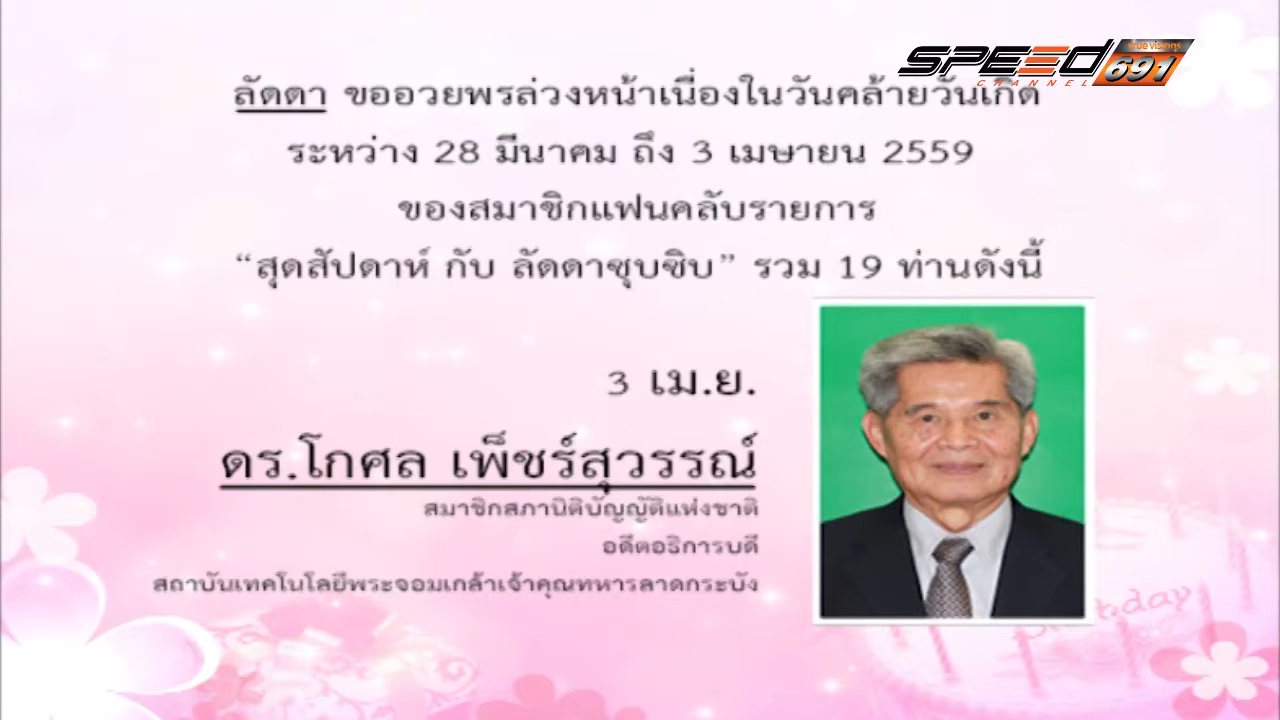 SPEED
true visions
691
CHANNEL
ลัดดา ขออวยพรล่วงหน้าเนื่องในวันคล้ายวันเกิด
ระหว่าง 28 มีนาคม ถึง 3 เมษายน 2559
ของสมาชิกแฟนคลับรายการ
“สุดสัปดาห์ กับ ลัดดาซุบซิบ” รวม 19 ท่านดังนี้
3 เม.ย.
ดร.โกศล เพ็ชร์สุวรรณ์
สมาชิกสภานิติบัญญัติแห่งชาติ
อดีตอธิการบดี
สถาบันเทคโนโลยีพระจอมเกล้าเจ้าคุณทหารลาดกระบัง